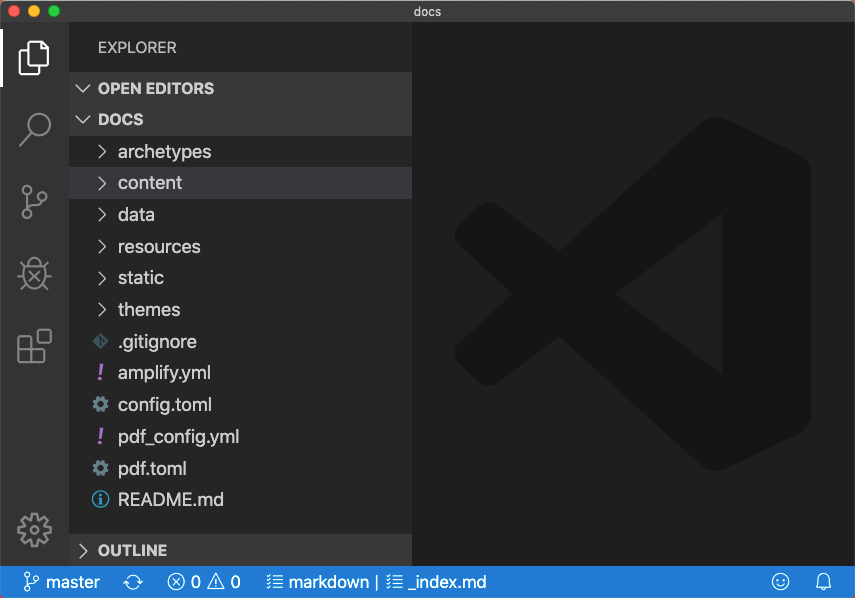 docs
EXPLORER
OPEN EDITORS
DOCS
archetypes
content
data
resources
static
themes
.gitignore
amplify.yml
config.toml
pdf_config.yml
pdf.toml
README.md
OUTLINE
master 0 0 markdown | _index.md